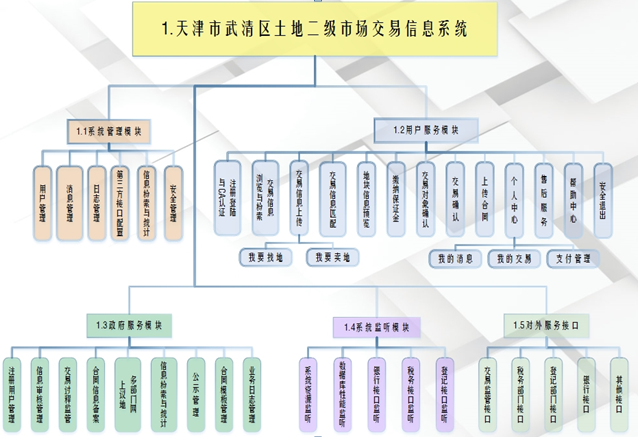 1.天津市武清区土地二级市场交易信息系统
1.1系统管理模块
1.2用户服务模块
用户管理
消息管理
日志管理
第三方接口配置
信息检索与统计
安全管理
注册登陆
与CA认证
交易信息
浏览与检索
交易信息上传
交易信息匹配
地块信息预览
缴纳保证金
交易对象确认
交易确认
上传合同
个人中心
售后服务
帮助中心
安全退出
我要找地
我要卖地
我的消息
我的交易
支付管理
1.3政府服务模块
1.4系统监听模块
1.5对外服务接口
注册用户管理
信息审核管理
交易过程监管
合同信息备案
多部门网
上议地
信息检索与统计
公示管理
合同模板管理
业务日志管理
系统资源监听
数据库性能监听
银行接口监听
税务接口监听
登记接口监听
交易监管接口
税务部门接口
登记部门接口
银行接口
其他接口